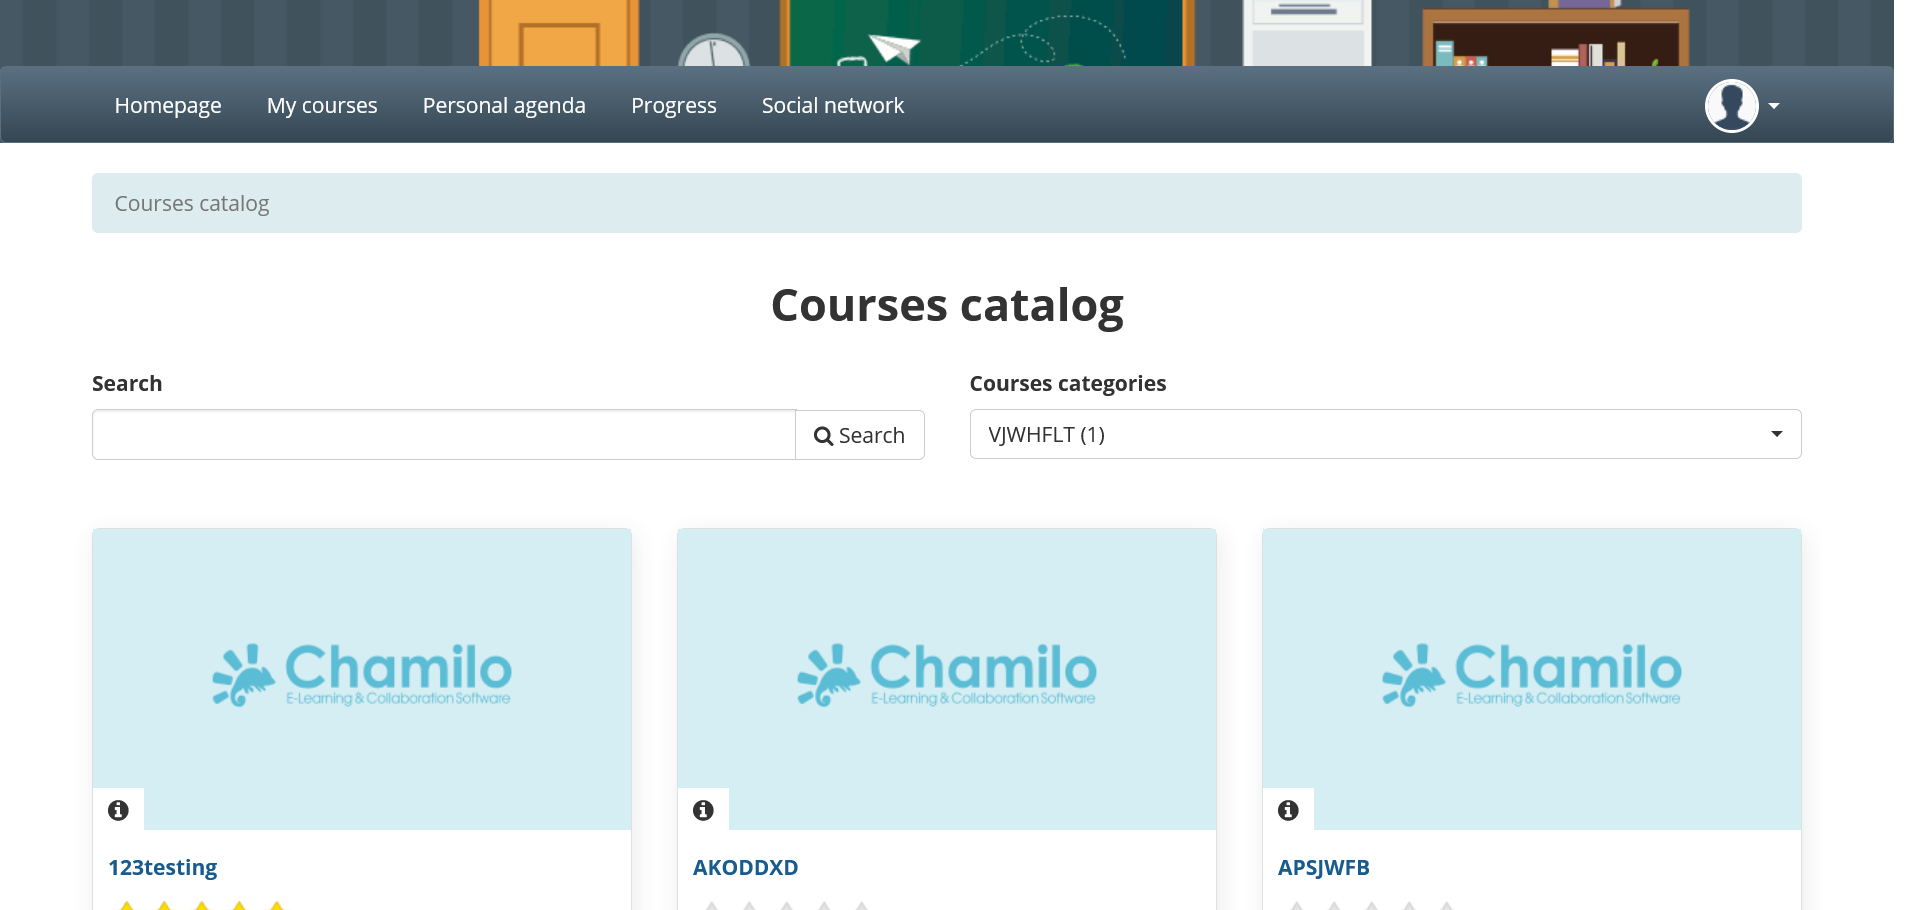 Homepage My courses Personal agenda Progress Social network
Courses catalog
Courses catalog
Search
Courses categories
Search
VJWHFLT (1)
Chamilo
E-Learning & Collaboration Software
Chamilo
E-Learning & Collaboration Software
Chamilo
E-Learning & Collaboration Software
123testing
AKODDXD
APSJWFB